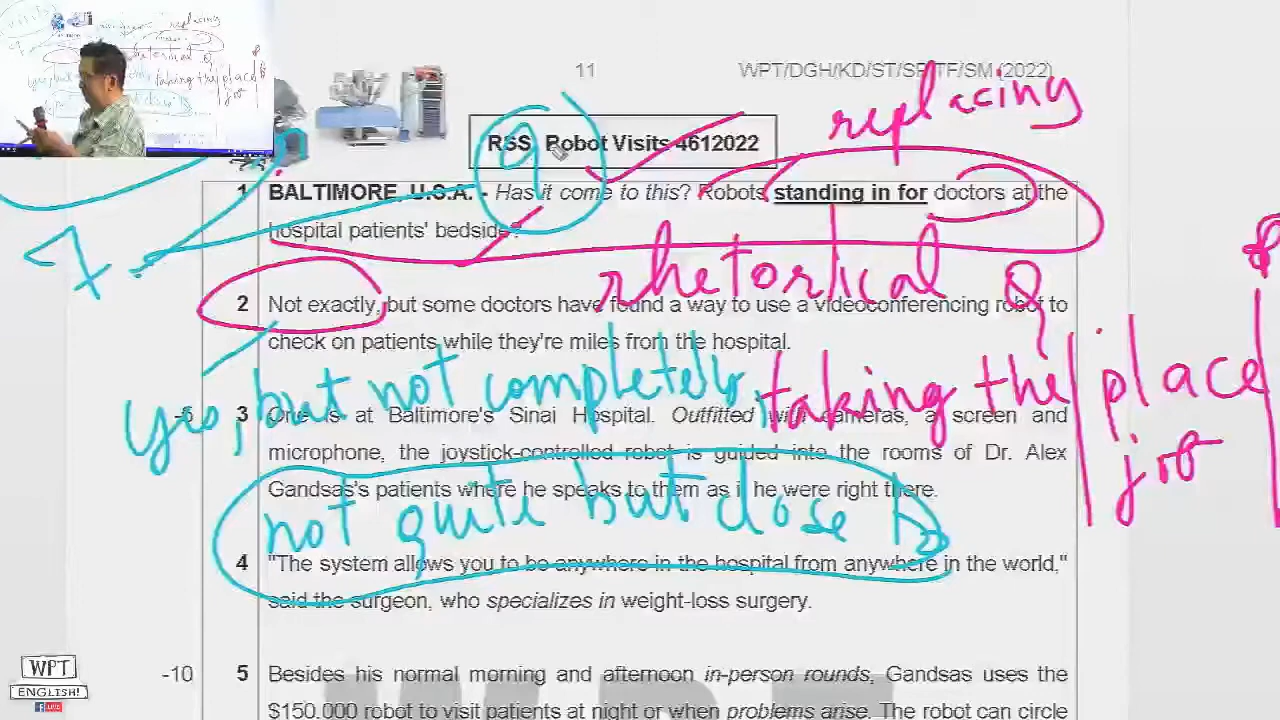 11
WPT/DGH/KD/ST/SP/TF/SM (2022)
replacing
RSS Robot Visits 4612022
9
1 BALTIMORE, U.S.A. - Has it come to this? Robots standing in for doctors at the
hospital patients' bedside?
7.
rhetorical Q
2 Not exactly, but some doctors have found a way to use a videoconferencing robot to
check on patients while they're miles from the hospital.
yes, but not completely
taking the place
job
-5 3 One is at Baltimore's Sinai Hospital. Outfitted with cameras, a screen and
microphone, the joystick-controlled robot is guided into the rooms of Dr. Alex
Gandsas's patients where he speaks to them as if he were right there.
not quite but close
4 "The system allows you to be anywhere in the hospital from anywhere in the world,"
said the surgeon, who specializes in weight-loss surgery.
-10 5 Besides his normal morning and afternoon in-person rounds, Gandsas uses the
$150.000 robot to visit patients at night or when problems arise. The robot can circle
WPT
ENGLISH!
LIVE